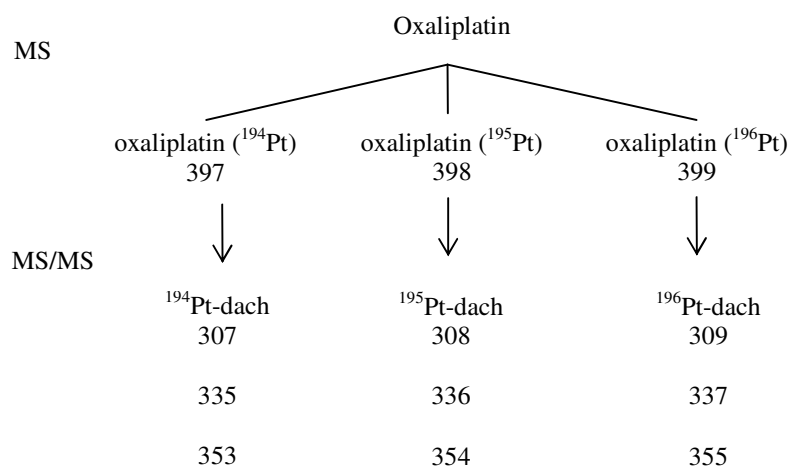 Oxaliplatin
MS
oxaliplatin (¹⁹⁴Pt) oxaliplatin (¹⁹⁵Pt) oxaliplatin (¹⁹⁶Pt)
397 398 399
MS/MS
¹⁹⁴Pt-dach ¹⁹⁵Pt-dach ¹⁹⁶Pt-dach
307 308 309
335 336 337
353 354 355